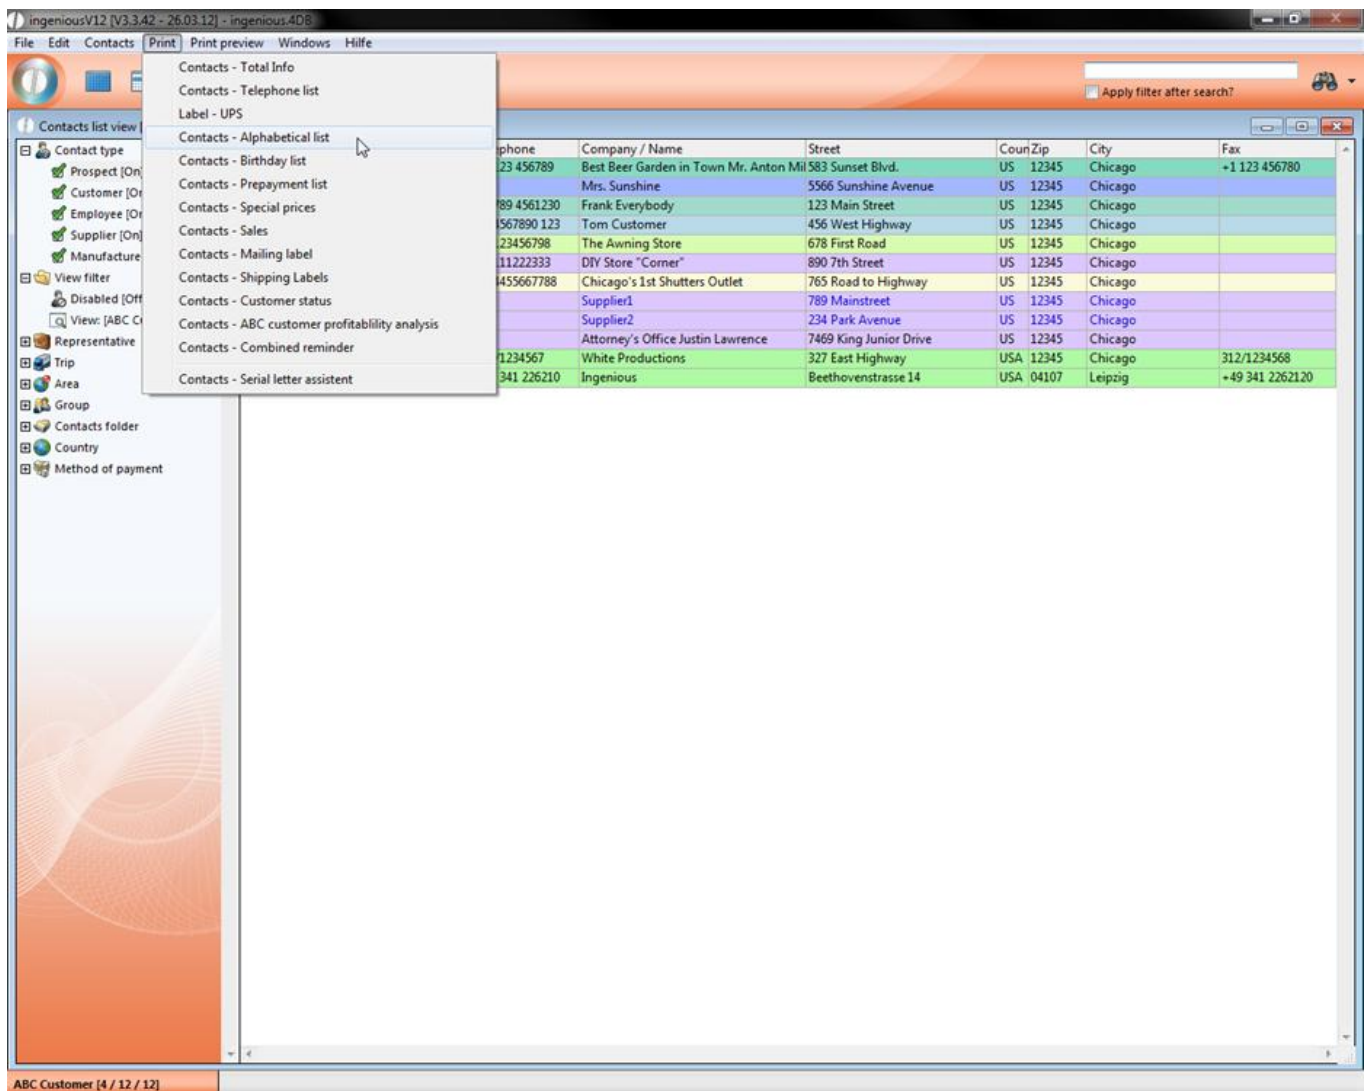 ingeniousV12 [V3.3.42 - 26.03.12] - ingenious.4DB
File Edit Contacts Print Print preview Windows Hilfe
Contacts - Total Info
Contacts - Telephone list
Label - UPS
Contacts - Alphabetical list
Contacts - Birthday list
Contacts - Prepayment list
Contacts - Special prices
Contacts - Sales
Contacts - Mailing label
Contacts - Shipping Labels
Contacts - Customer status
Contacts - ABC customer profitablility analysis
Contacts - Combined reminder
Contacts - Serial letter assistent
Apply filter after search?
Contacts list view [
Contact type
Prospect [On]
Customer [Or
Employee [Or
Supplier [On]
Manufacture
View filter
Disabled [Off
View: [ABC Cu
Representative
Trip
Area
Group
Contacts folder
Country
Method of payment
phone Company / Name Street Coun Zip City Fax
23 456789 Best Beer Garden in Town Mr. Anton Mil 583 Sunset Blvd. US 12345 Chicago +1 123 456780
Mrs. Sunshine 5566 Sunshine Avenue US 12345 Chicago
789 4561230 Frank Everybody 123 Main Street US 12345 Chicago
4567890 123 Tom Customer 456 West Highway US 12345 Chicago
23456798 The Awning Store 678 First Road US 12345 Chicago
11222333 DIY Store "Corner" 890 7th Street US 12345 Chicago
4455667788 Chicago's 1st Shutters Outlet 765 Road to Highway US 12345 Chicago
Supplier1 789 Mainstreet US 12345 Chicago
Supplier2 234 Park Avenue US 12345 Chicago
Attorney's Office Justin Lawrence 7469 King Junior Drive US 12345 Chicago
/1234567 White Productions 327 East Highway USA 12345 Chicago 312/1234568
341 226210 Ingenious Beethovenstrasse 14 USA 04107 Leipzig +49 341 2262120
ABC Customer [4 / 12 / 12]